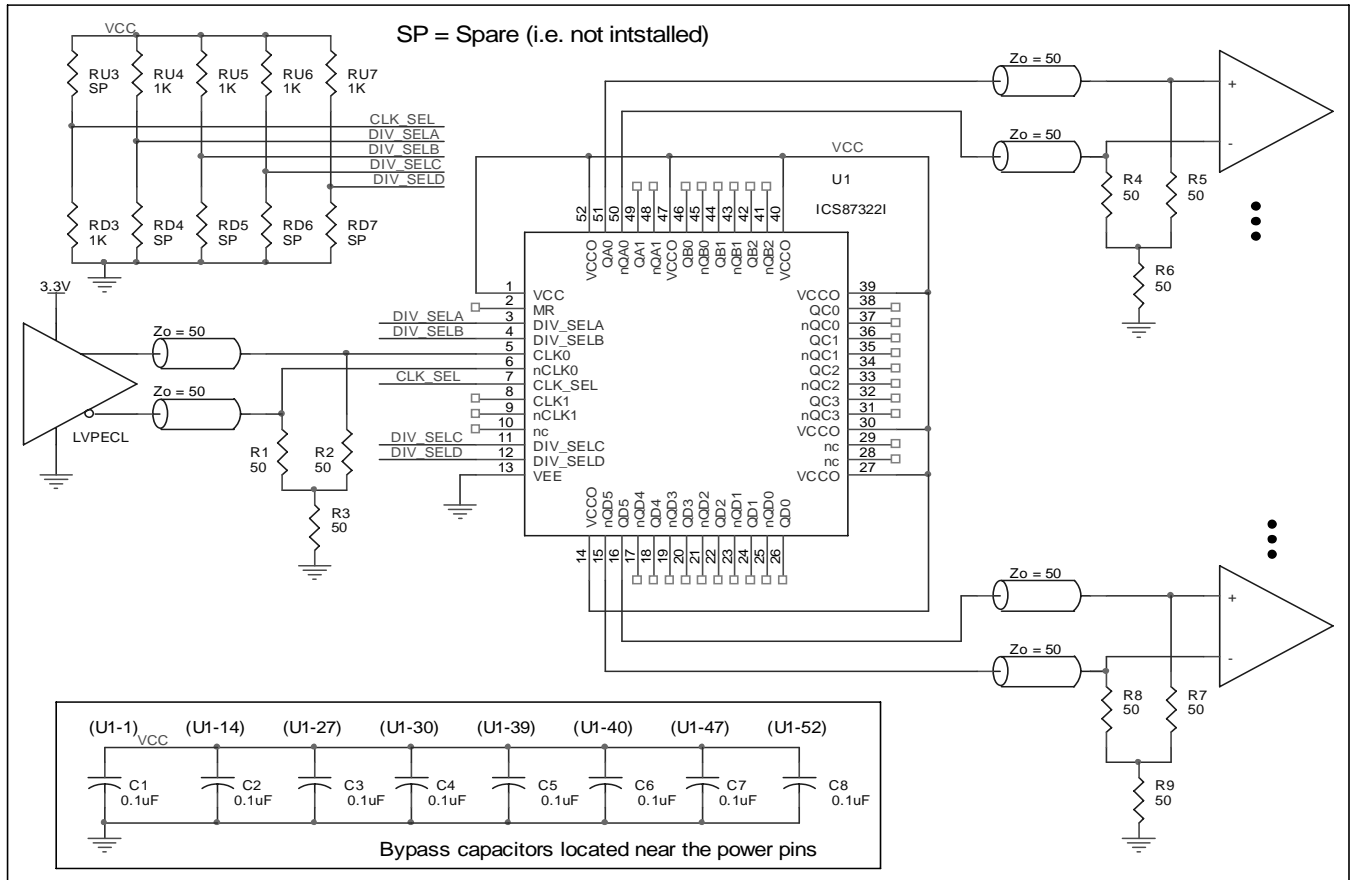 SP = Spare (i.e. not intstalled)
VCC
RU3
SP
RU4
1K
RU5
1K
RU6
1K
RU7
1K
CLK_SEL
DIV_SELA
DIV_SELB
DIV_SELC
DIV_SELD
RD3
1K
RD4
SP
RD5
SP
RD6
SP
RD7
SP
3.3V
Zo = 50
Zo = 50
LVPECL
R1
50
R2
50
R3
50
DIV_SELA
DIV_SELB
CLK_SEL
DIV_SELC
DIV_SELD
VCC
U1
ICS87322I
52 51 50 49 48 47 46 45 44 43 42 41 40
VCCO QA0 nQA0 QA1 nQA1 VCCO QB0 nQB0 QB1 nQB1 QB2 nQB2 VCCO
1 VCC
2 MR
3 DIV_SELA
4 DIV_SELB
5 CLK0
6 nCLK0
7 CLK_SEL
8 CLK1
9 nCLK1
10 nc
11 DIV_SELC
12 DIV_SELD
13 VEE
VCCO 39
QC0 38
nQC0 37
QC1 36
nQC1 35
QC2 34
nQC2 33
QC3 32
nQC3 31
VCCO 30
nc 29
nc 28
VCCO 27
VCCO nQD5 QD5 nQD4 QD4 nQD3 QD3 nQD2 QD2 nQD1 QD1 nQD0 QD0
14 15 16 17 18 19 20 21 22 23 24 25 26
Zo = 50
Zo = 50
+
-
R4
50
R5
50
R6
50
Zo = 50
Zo = 50
+
-
R8
50
R7
50
R9
50
(U1-1) (U1-14) (U1-27) (U1-30) (U1-39) (U1-40) (U1-47) (U1-52)
VCC
C1
0.1uF
C2
0.1uF
C3
0.1uF
C4
0.1uF
C5
0.1uF
C6
0.1uF
C7
0.1uF
C8
0.1uF
Bypass capacitors located near the power pins